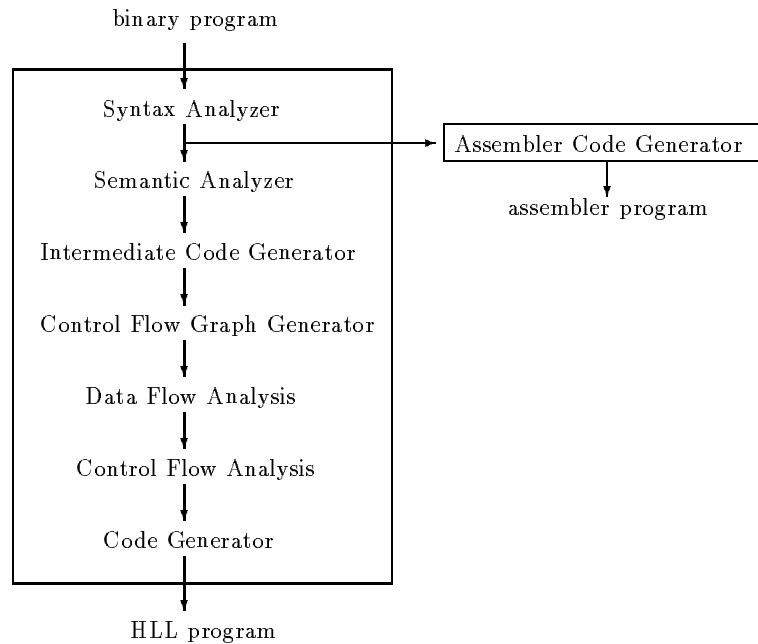 binary program
Syntax Analyzer
Assembler Code Generator
Semantic Analyzer
assembler program
Intermediate Code Generator
Control Flow Graph Generator
Data Flow Analysis
Control Flow Analysis
Code Generator
HLL program